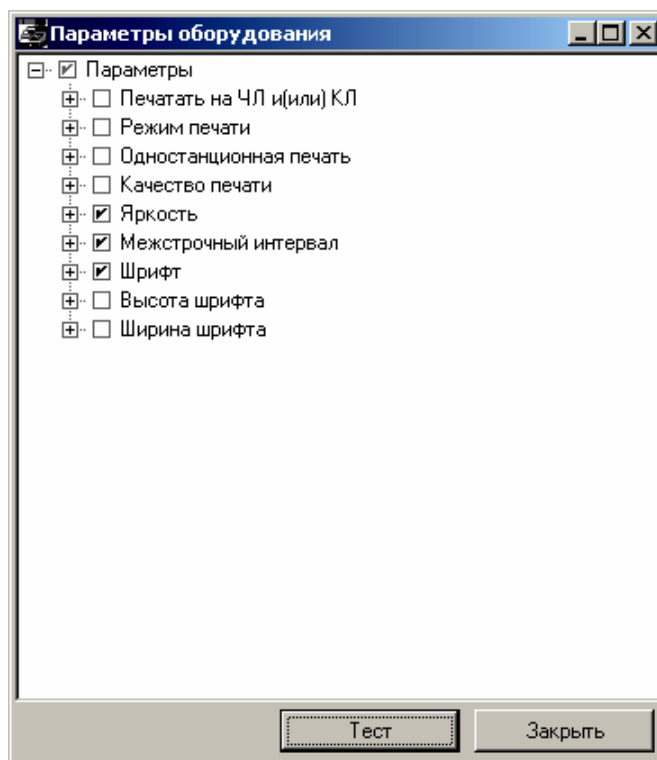 Параметры оборудования
Параметры
Печатать на ЧЛ и(или) КЛ
Режим печати
Одностанционная печать
Качество печати
Яркость
Межстрочный интервал
Шрифт
Высота шрифта
Ширина шрифта
Тест
Закрыть